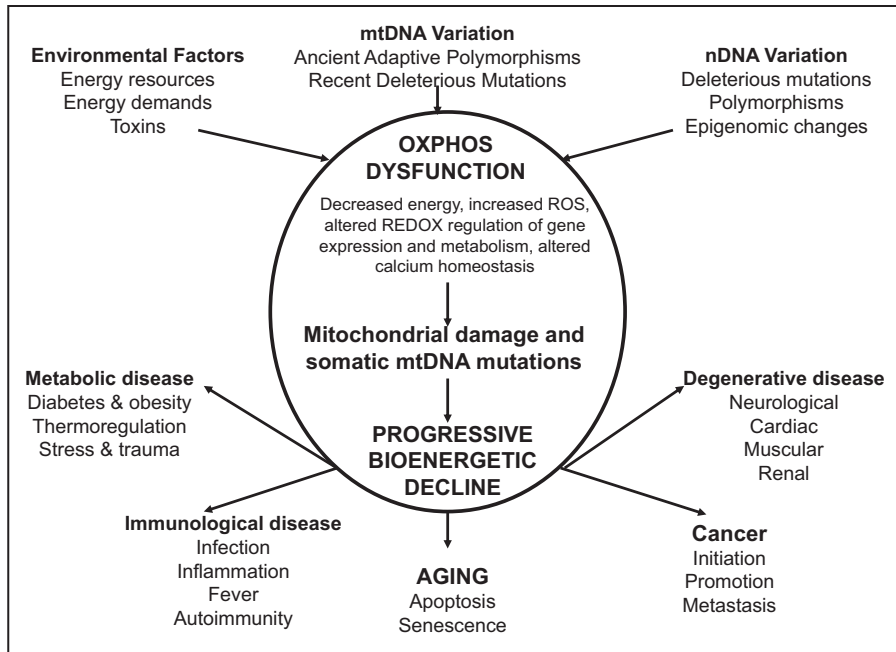 mtDNA Variation
Ancient Adaptive Polymorphisms
Recent Deleterious Mutations
Environmental Factors
Energy resources
Energy demands
Toxins
nDNA Variation
Deleterious mutations
Polymorphisms
Epigenomic changes
OXPHOS
DYSFUNCTION
Decreased energy, increased ROS,
altered REDOX regulation of gene
expression and metabolism, altered
calcium homeostasis
Mitochondrial damage and
somatic mtDNA mutations
PROGRESSIVE
BIOENERGETIC
DECLINE
Metabolic disease
Diabetes & obesity
Thermoregulation
Stress & trauma
Degenerative disease
Neurological
Cardiac
Muscular
Renal
Immunological disease
Infection
Inflammation
Fever
Autoimmunity
AGING
Apoptosis
Senescence
Cancer
Initiation
Promotion
Metastasis